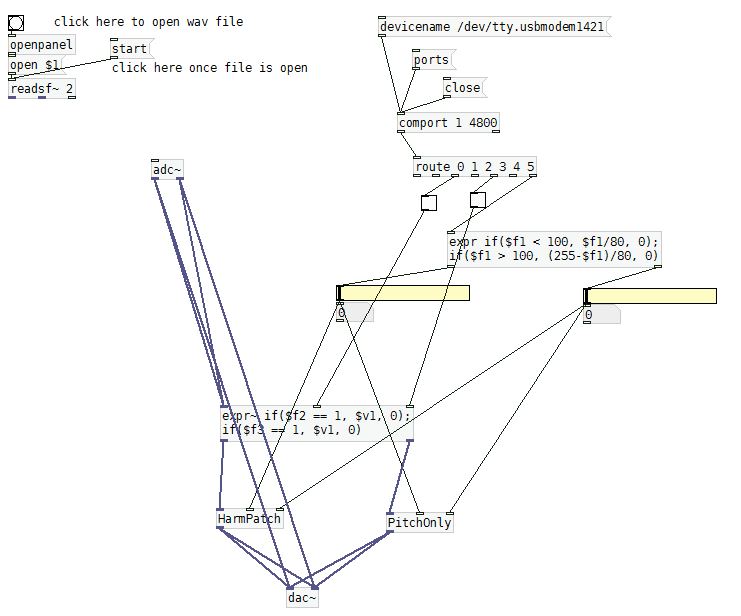 click here to open wav file
openpanel
open $1
start
click here once file is open
readsf~ 2
devicename /dev/tty.usbmodem1421
ports
close
comport 1 4800
route 0 1 2 3 4 5
adc~
expr if($f1 < 100, $f1/80, 0);
if($f1 > 100, (255-$f1)/80, 0)
0
0
expr~ if($f2 == 1, $v1, 0);
if($f3 == 1, $v1, 0)
HarmPatch
PitchOnly
dac~